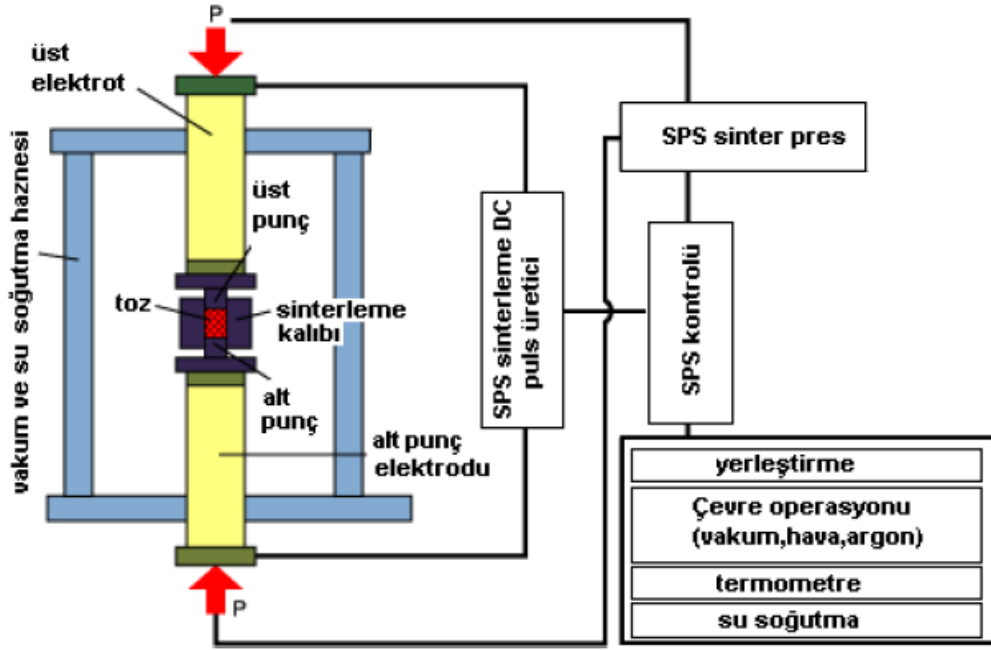 P
üst
elektrot
vakum ve su soğutma haznesi
üst
punç
toz
sinterleme
kalıbı
alt
punç
alt punç
elektrodu
P
SPS sinterleme DC
puls üretici
SPS sinter pres
SPS kontrolü
yerleştirme
Çevre operasyonu
(vakum,hava,argon)
termometre
su soğutma